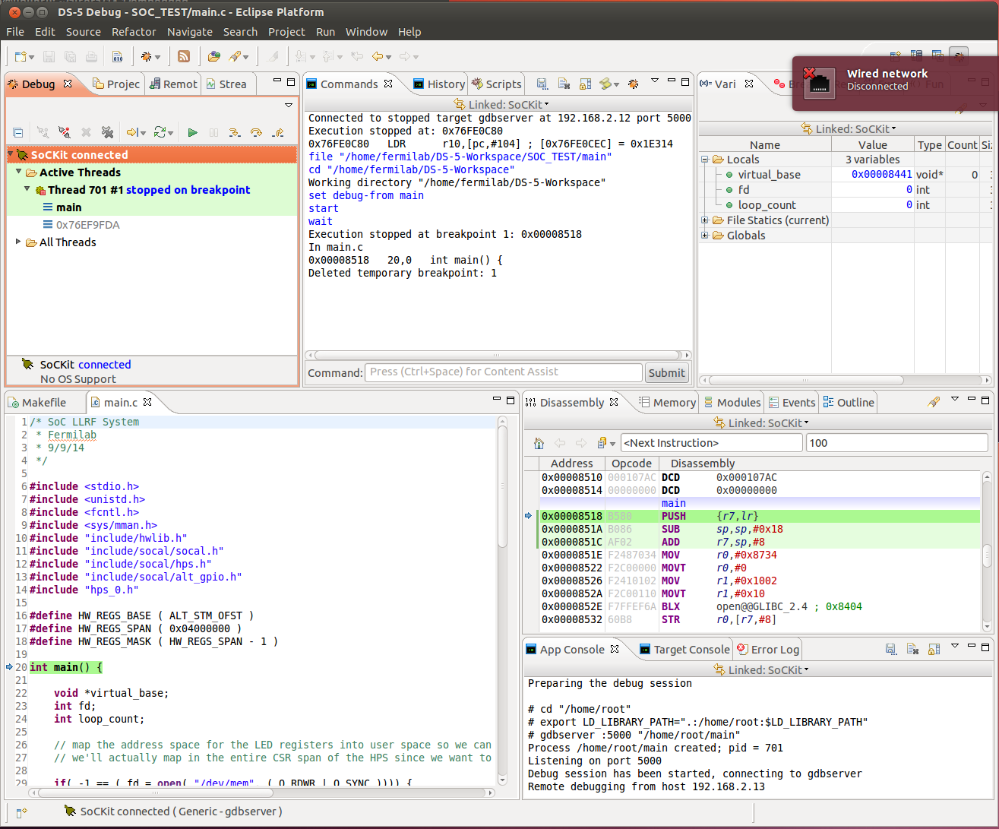 DS-5 Debug - SOC_TEST/main.c - Eclipse Platform
File Edit Source Refactor Navigate Search Project Run Window Help
Wired network
Disconnected
Debug Projec Remot Strea
SoCKit connected
Active Threads
Thread 701 #1 stopped on breakpoint
main
0x76EF9FDA
All Threads
SoCKit connected
No OS Support
Commands History Scripts
Linked: SoCKit
Connected to stopped target gdbserver at 192.168.2.12 port 5000
Execution stopped at: 0x76FE0C80
0x76FE0C80 LDR r10,[pc,#104] ; [0x76FE0CEC] = 0x1E314
file "/home/fermilab/DS-5-Workspace/SOC_TEST/main"
cd "/home/fermilab/DS-5-Workspace"
Working directory "/home/fermilab/DS-5-Workspace"
set debug-from main
start
wait
Execution stopped at breakpoint 1: 0x00008518
In main.c
0x00008518 20,0 int main() {
Deleted temporary breakpoint: 1
Command: Press (Ctrl+Space) for Content Assist Submit
(x)= Vari
Linked: SoCKit
Name Value Type Count Siz
Locals 3 variables
virtual_base 0x00008441 void* 0
fd 0 int
loop_count 0 int
File Statics (current)
Globals
Makefile main.c
1 /* SoC LLRF System
2 * Fermilab
3 * 9/9/14
4 */
5
6 #include <stdio.h>
7 #include <unistd.h>
8 #include <fcntl.h>
9 #include <sys/mman.h>
10 #include "include/hwlib.h"
11 #include "include/socal/socal.h"
12 #include "include/socal/hps.h"
13 #include "include/socal/alt_gpio.h"
14 #include "hps_0.h"
15
16 #define HW_REGS_BASE ( ALT_STM_OFST )
17 #define HW_REGS_SPAN ( 0x04000000 )
18 #define HW_REGS_MASK ( HW_REGS_SPAN - 1 )
19
20 int main() {
21
22 void *virtual_base;
23 int fd;
24 int loop_count;
25
26 // map the address space for the LED registers into user space so we can
27 // we'll actually map in the entire CSR span of the HPS since we want to
28
29 if( -1 == ( fd = open( "/dev/mem", ( O_RDWR | O_SYNC )))) {
Disassembly Memory Modules Events Outline
Linked: SoCKit
<Next Instruction> 100
Address Opcode Disassembly
0x00008510 000107AC DCD 0x000107AC
0x00008514 00000000 DCD 0x00000000
main
0x00008518 B580 PUSH {r7,lr}
0x0000851A B086 SUB sp,sp,#0x18
0x0000851C AF02 ADD r7,sp,#8
0x0000851E F2487034 MOV r0,#0x8734
0x00008522 F2C00000 MOVT r0,#0
0x00008526 F2410102 MOV r1,#0x1002
0x0000852A F2C00110 MOVT r1,#0x10
0x0000852E F7FFEF6A BLX open@@GLIBC_2.4 ; 0x8404
0x00008532 60B8 STR r0,[r7,#8]
App Console Target Console Error Log
Linked: SoCKit
Preparing the debug session
# cd "/home/root"
# export LD_LIBRARY_PATH=".:/home/root:$LD_LIBRARY_PATH"
# gdbserver :5000 "/home/root/main"
Process /home/root/main created; pid = 701
Listening on port 5000
Debug session has been started, connecting to gdbserver
Remote debugging from host 192.168.2.13
SoCKit connected ( Generic - gdbserver )